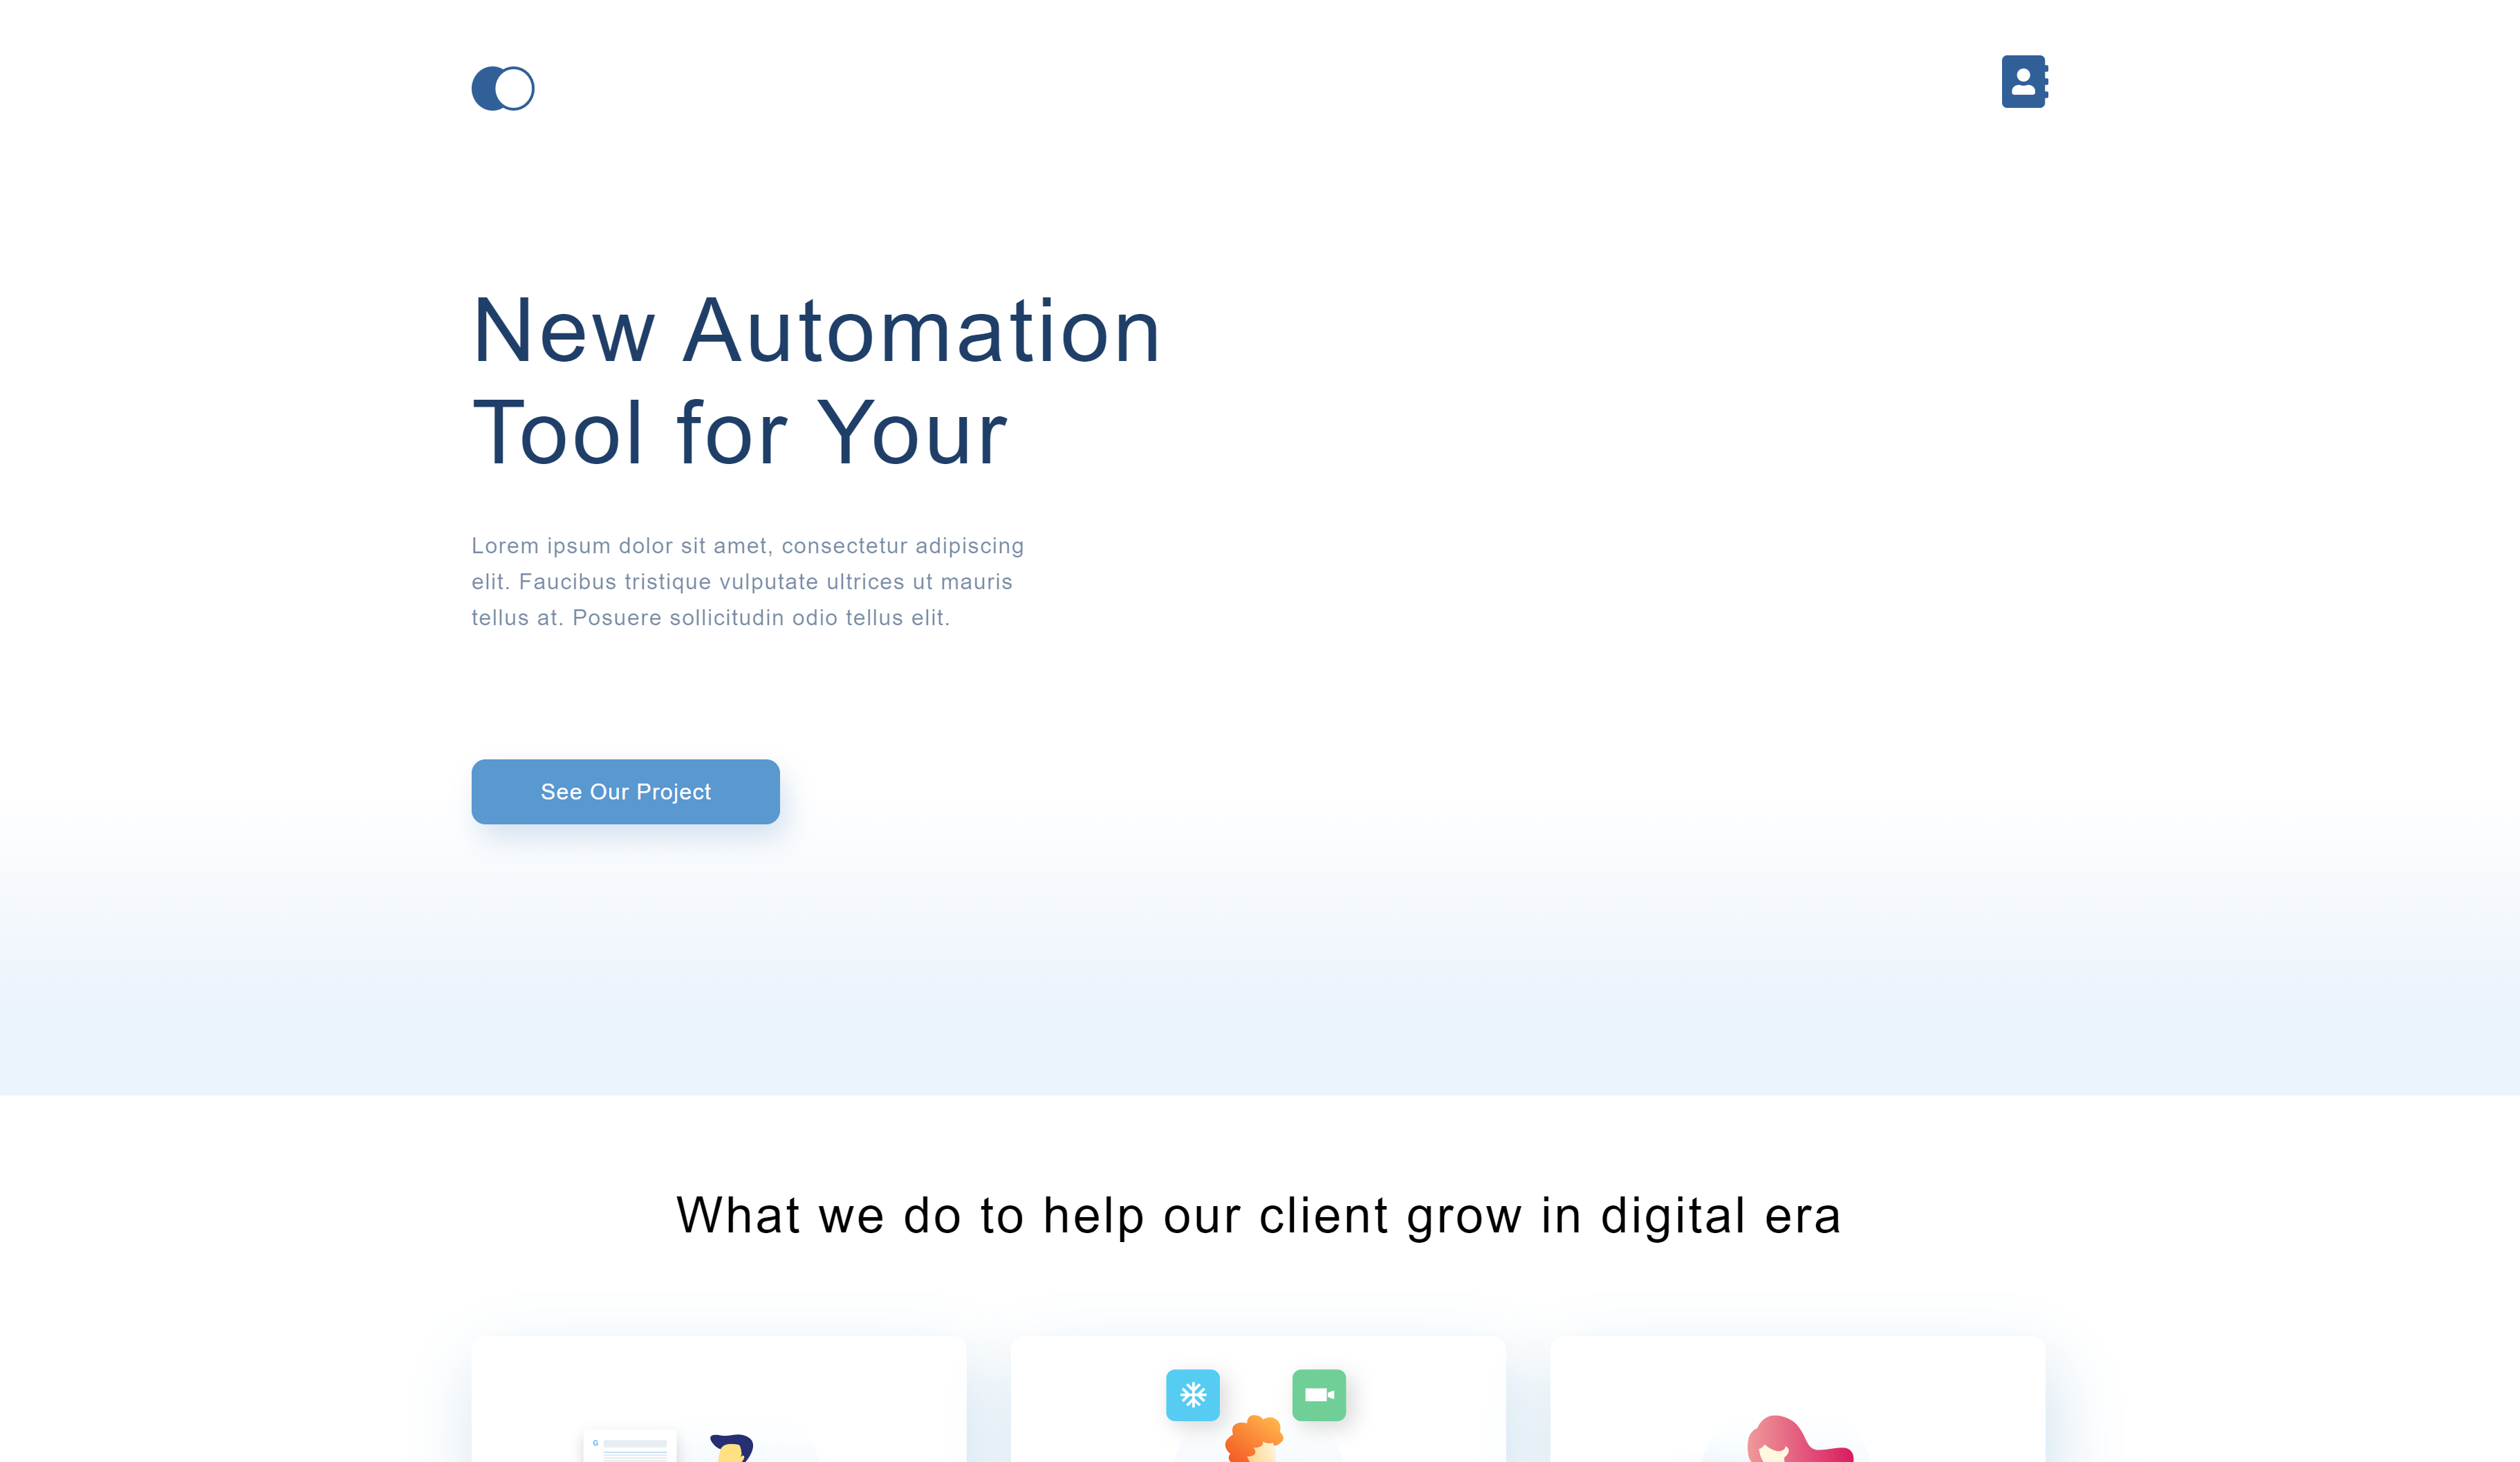 New Automation
Tool for Your
Lorem ipsum dolor sit amet, consectetur adipiscing
elit. Faucibus tristique vulputate ultrices ut mauris
tellus at. Posuere sollicitudin odio tellus elit.
See Our Project
What we do to help our client grow in digital era
G